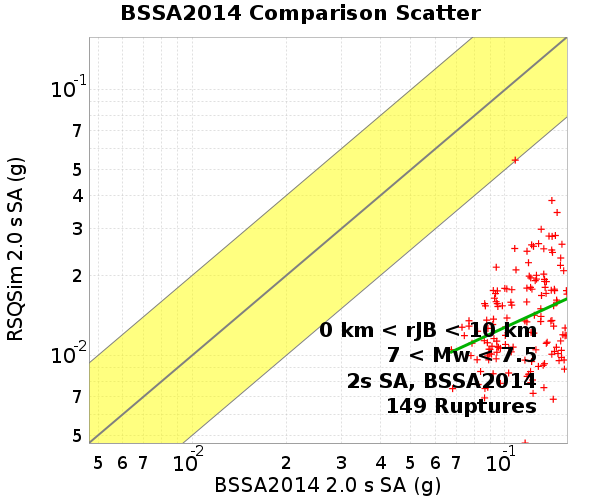 BSSA2014 Comparison Scatter
RSQSim 2.0 s SA (g)
10-1
7
5
4
3
2
10-2
7
5
0 km < rJB < 10 km
7 < Mw < 7.5
2s SA, BSSA2014
149 Ruptures
5 6 7 10-2 2 3 4 5 6 7 10-1
BSSA2014 2.0 s SA (g)